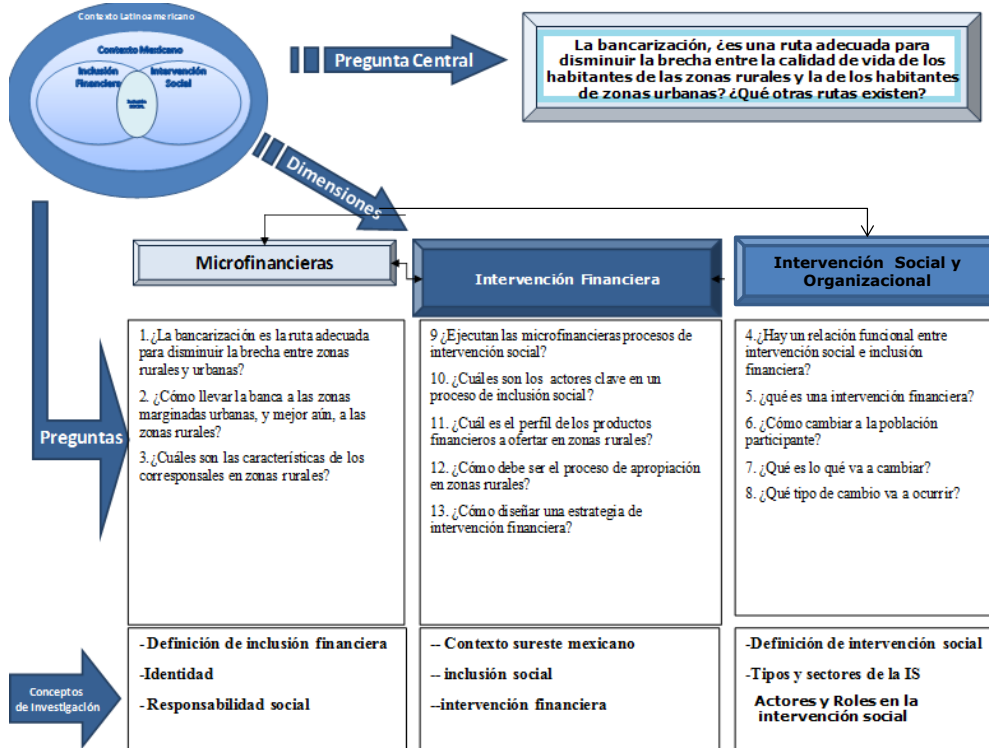 Contexto Latinoamericano
Contexto Mexicano
Inclusión
Financiera
Intervención
Social
Pregunta Central
La bancarización, ¿es una ruta adecuada para
disminuir la brecha entre la calidad de vida de los
habitantes de las zonas rurales y la de los habitantes
de zonas urbanas? ¿Qué otras rutas existen?
Dimensiones
Microfinancieras
Intervención Financiera
Intervención Social y
Organizacional
Preguntas
1. ¿La bancarización es la ruta adecuada
para disminuir la brecha entre zonas
rurales y urbanas?
2. ¿Cómo llevar la banca a las zonas
marginadas urbanas, y mejor aún, a las
zonas rurales?
3. ¿Cuáles son las características de los
corresponsales en zonas rurales?
9 ¿Ejecutan las microfinancieras procesos de
intervención social?
10. ¿Cuáles son los actores clave en un
proceso de inclusión social?
11. ¿Cuál es el perfil de los productos
financieros a ofertar en zonas rurales?
12. ¿Cómo debe ser el proceso de apropiación
en zonas rurales?
13. ¿Cómo diseñar una estrategia de
intervención financiera?
4. ¿Hay un relación funcional entre
intervención social e inclusión
financiera?
5. ¿qué es una intervención financiera?
6. ¿Cómo cambiar a la población
participante?
7. ¿Qué es lo qué va a cambiar?
8. ¿Qué tipo de cambio va a ocurrir?
Conceptos
de Investigación
- Definición de inclusión financiera
-Identidad
- Responsabilidad social
-- Contexto sureste mexicano
-- inclusión social
--intervención financiera
-Definición de intervención social
-Tipos y sectores de la IS
Actores y Roles en la
intervención social